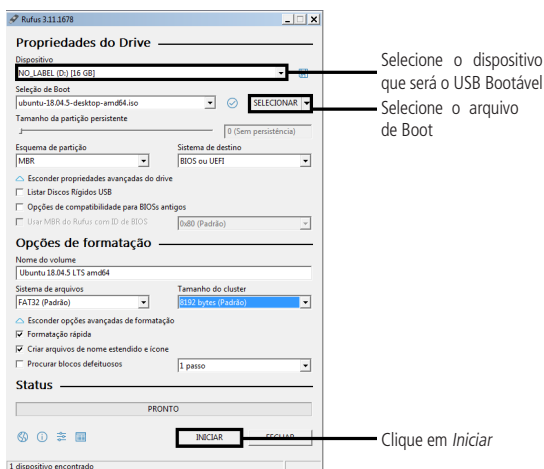 Rufus 3.11.1678
Propriedades do Drive
Dispositivo
NO_LABEL (D:) [16 GB]
Selecione o dispositivo
que será o USB Bootável
Seleção de Boot
ubuntu-18.04.5-desktop-amd64.iso
SELECIONAR
Selecione o arquivo
de Boot
Tamanho da partição persistente
0 (Sem persistência)
Esquema de partição
Sistema de destino
MBR
BIOS ou UEFI
Esconder propriedades avançadas do drive
Listar Discos Rígidos USB
Opções de compatibilidade para BIOSs antigos
Usar MBR do Rufus com ID de BIOS
0x80 (Padrão)
Opções de formatação
Nome do volume
Ubuntu 18.04.5 LTS amd64
Sistema de arquivos
Tamanho do cluster
FAT32 (Padrão)
8192 bytes (Padrão)
Esconder opções avançadas de formatação
Formatação rápida
Criar arquivos de nome estendido e ícone
Procurar blocos defeituosos
1 passo
Status
PRONTO
INICIAR
FECHAR
Clique em Iniciar
1 dispositivo encontrado